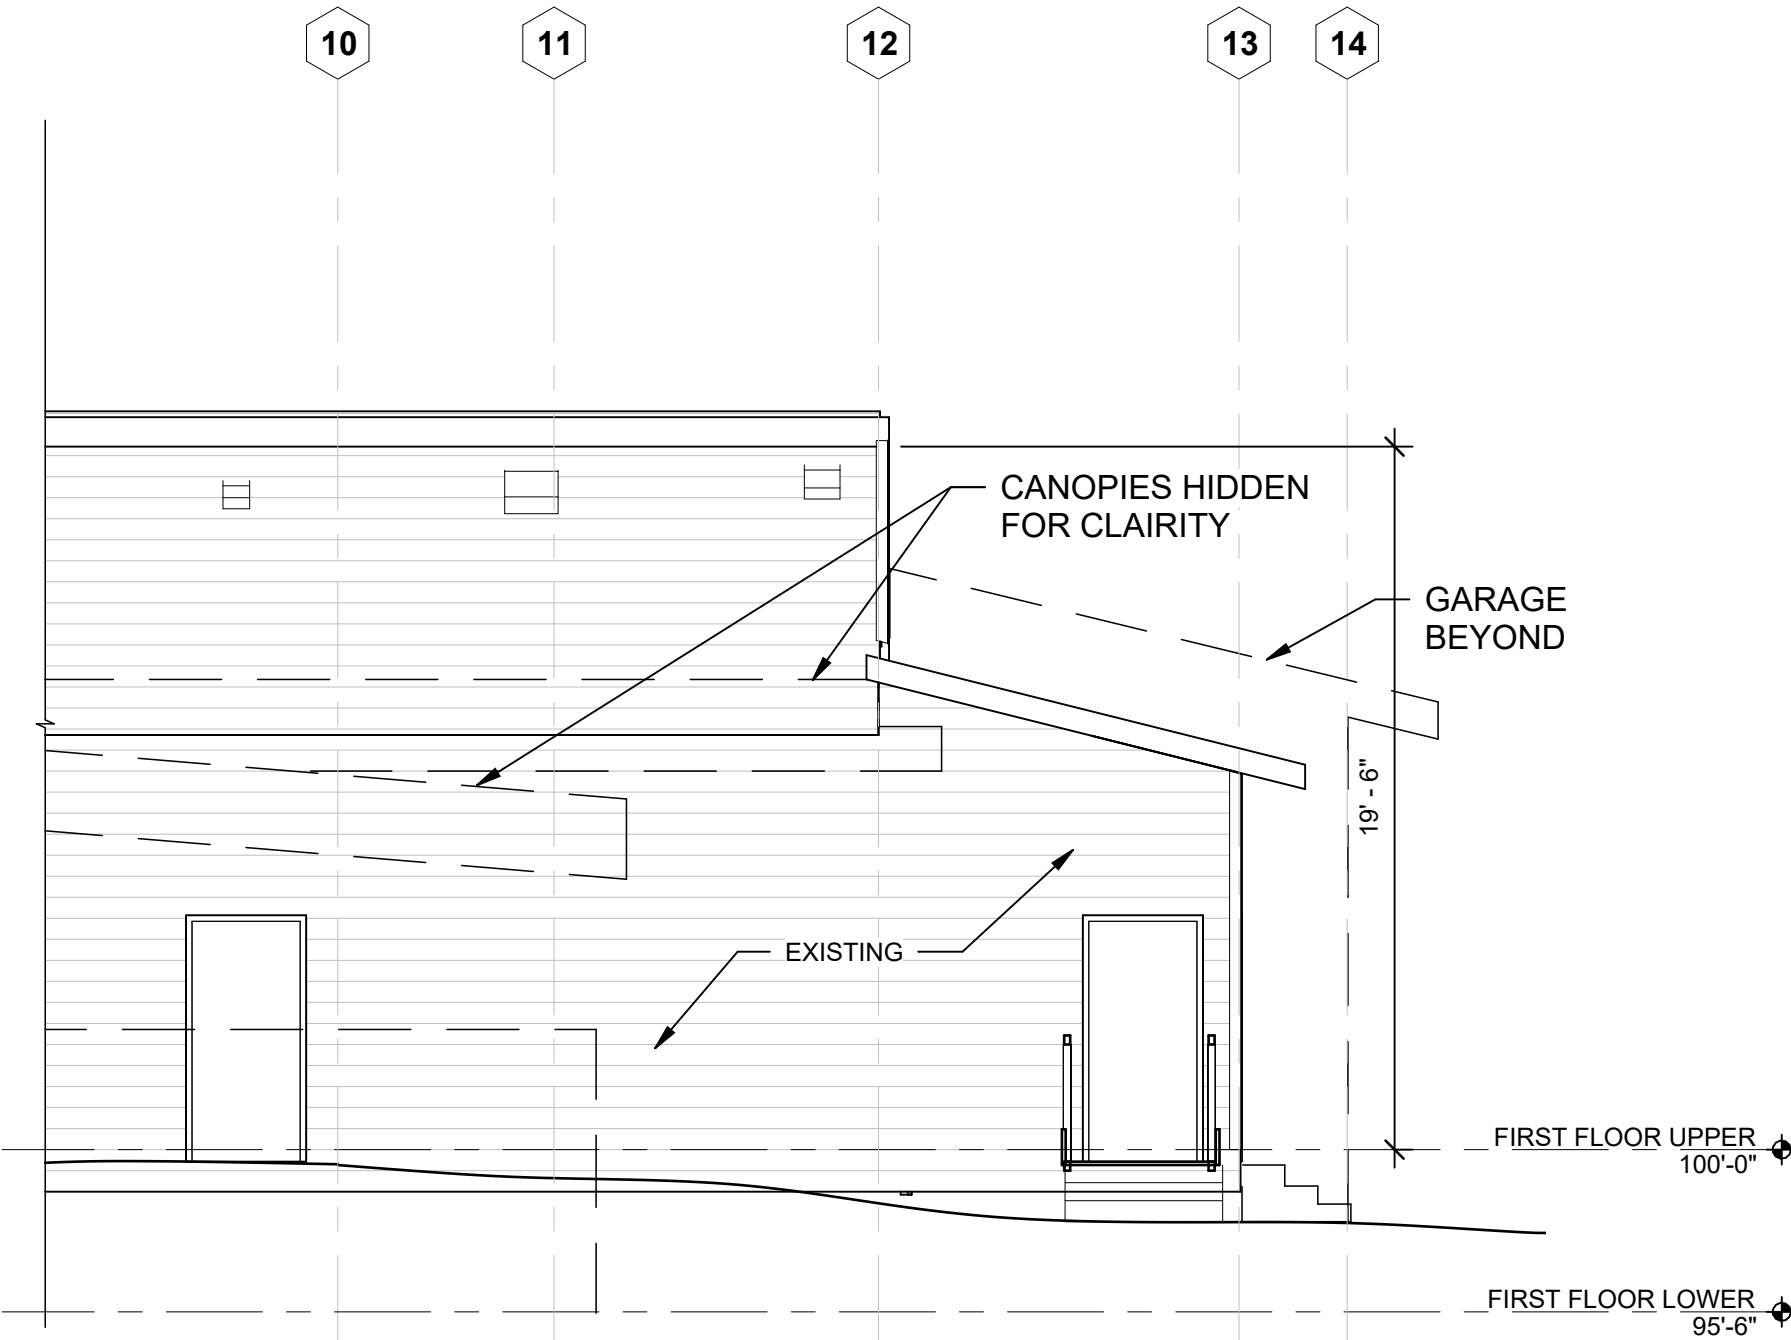 10
11
12
13
14
CANOPIES HIDDEN
FOR CLAIRITY
GARAGE
BEYOND
19' - 6"
EXISTING
FIRST FLOOR UPPER
100'-0"
FIRST FLOOR LOWER
95'-6"